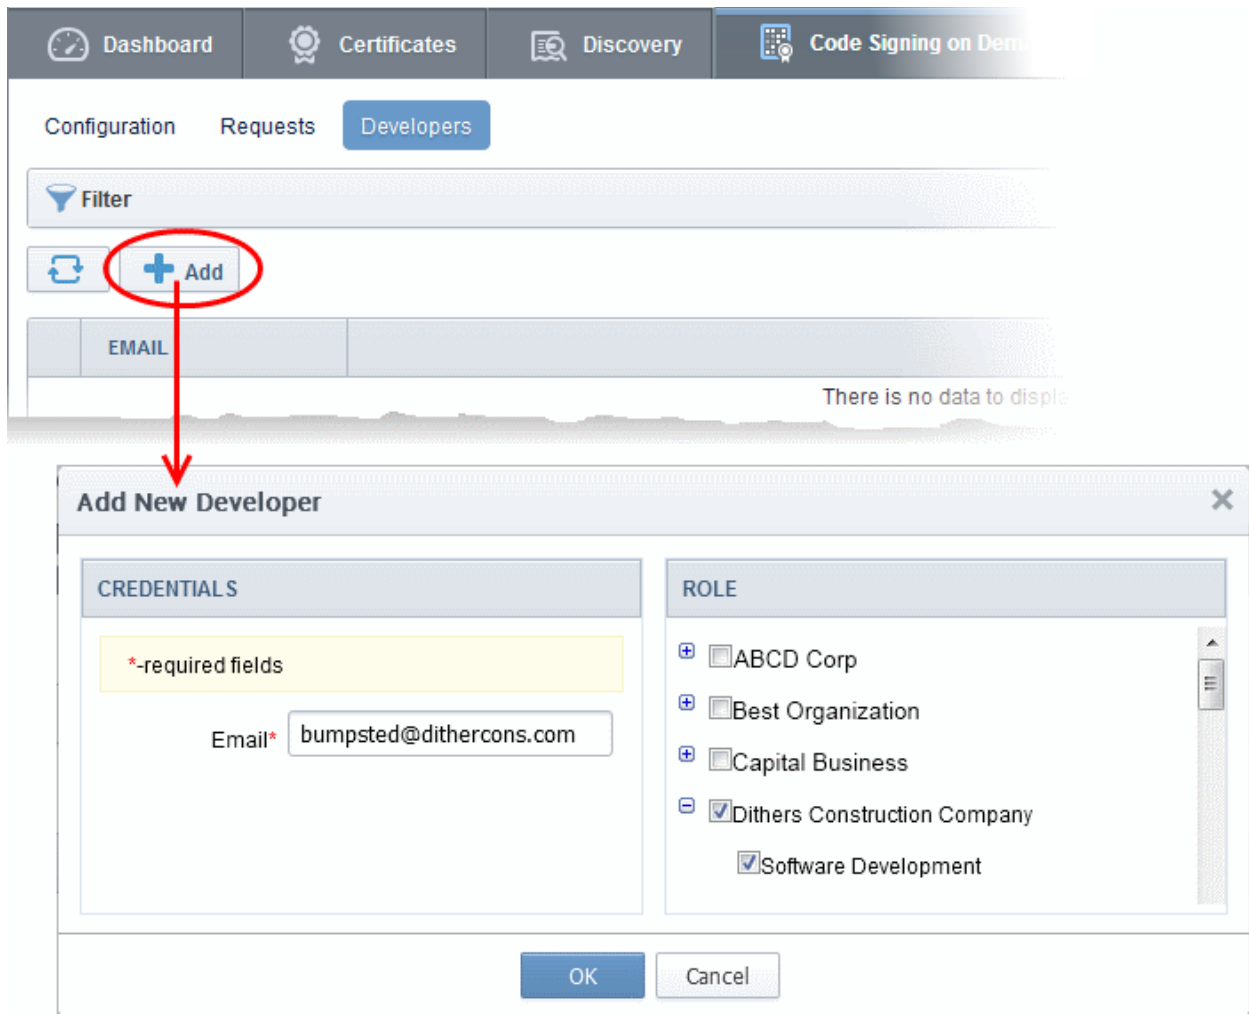 Dashboard Certificates Discovery Code Signing on Dem
Configuration Requests Developers
Filter
Add
EMAIL
There is no data to displa
Add New Developer
CREDENTIALS ROLE
*-required fields
Email* bumpsted@dithercons.com
ABCD Corp
Best Organization
Capital Business
Dithers Construction Company
Software Development
OK Cancel